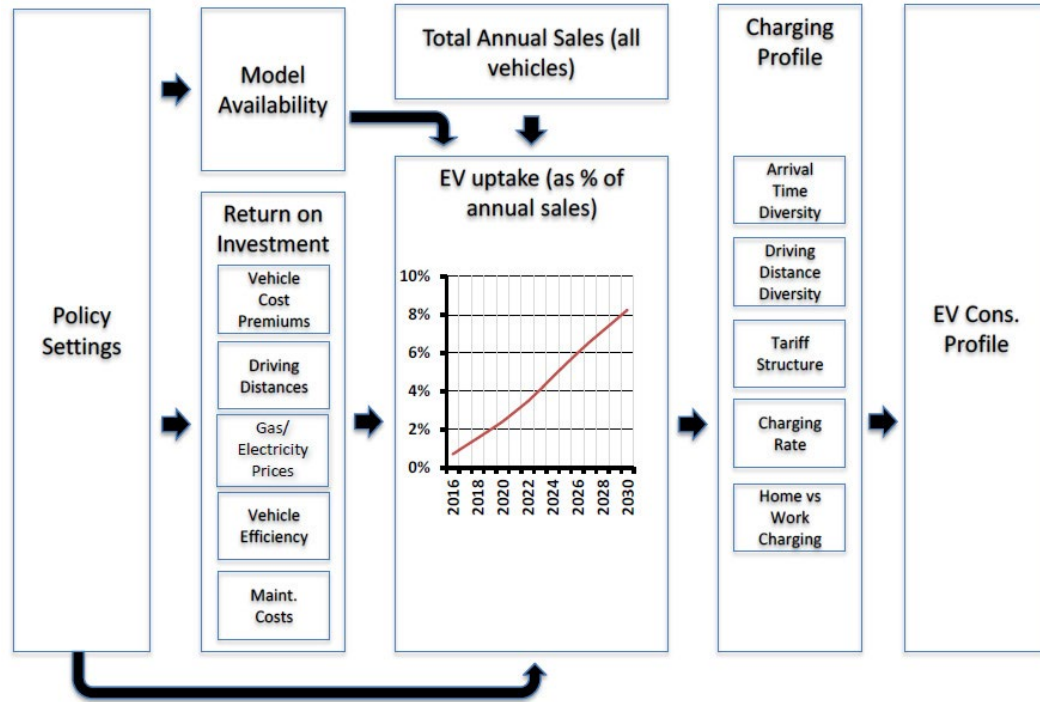 Policy
Settings
Model
Availability
Return on
Investment
Vehicle
Cost
Premiums
Driving
Distances
Gas/
Electricity
Prices
Vehicle
Efficiency
Maint.
Costs
Total Annual Sales (all
vehicles)
EV uptake (as % of
annual sales)
10%
8%
6%
4%
2%
0%
2016
2018
2020
2022
2024
2026
2028
2030
Charging
Profile
Arrival
Time
Diversity
Driving
Distance
Diversity
Tariff
Structure
Charging
Rate
Home vs
Work
Charging
EV Cons.
Profile